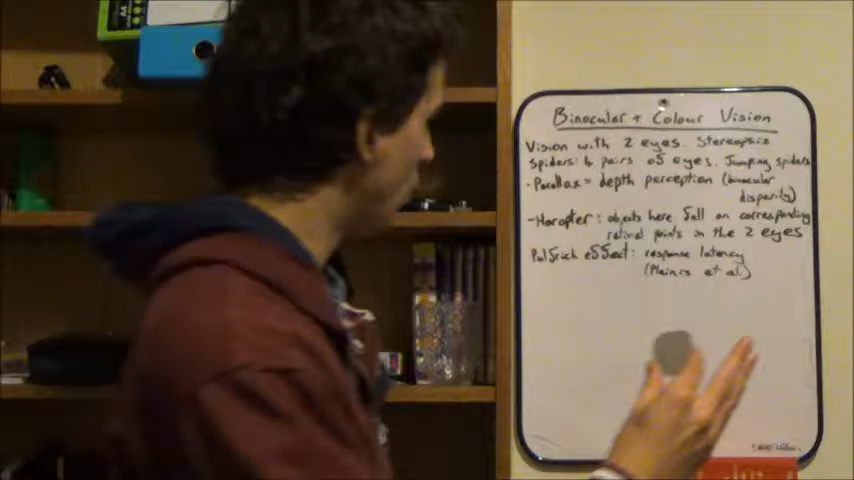 Binocular + Colour Vision
Vision with 2 eyes. Stereopsis
Spiders: 4 pairs of eyes. Jumping spiders
- Parallax = depth perception (binocular
disparity)
- Horopter: objects here fall on corresponding
retinal points in the 2 eyes
Pulfrich effect: response latency
et al.)